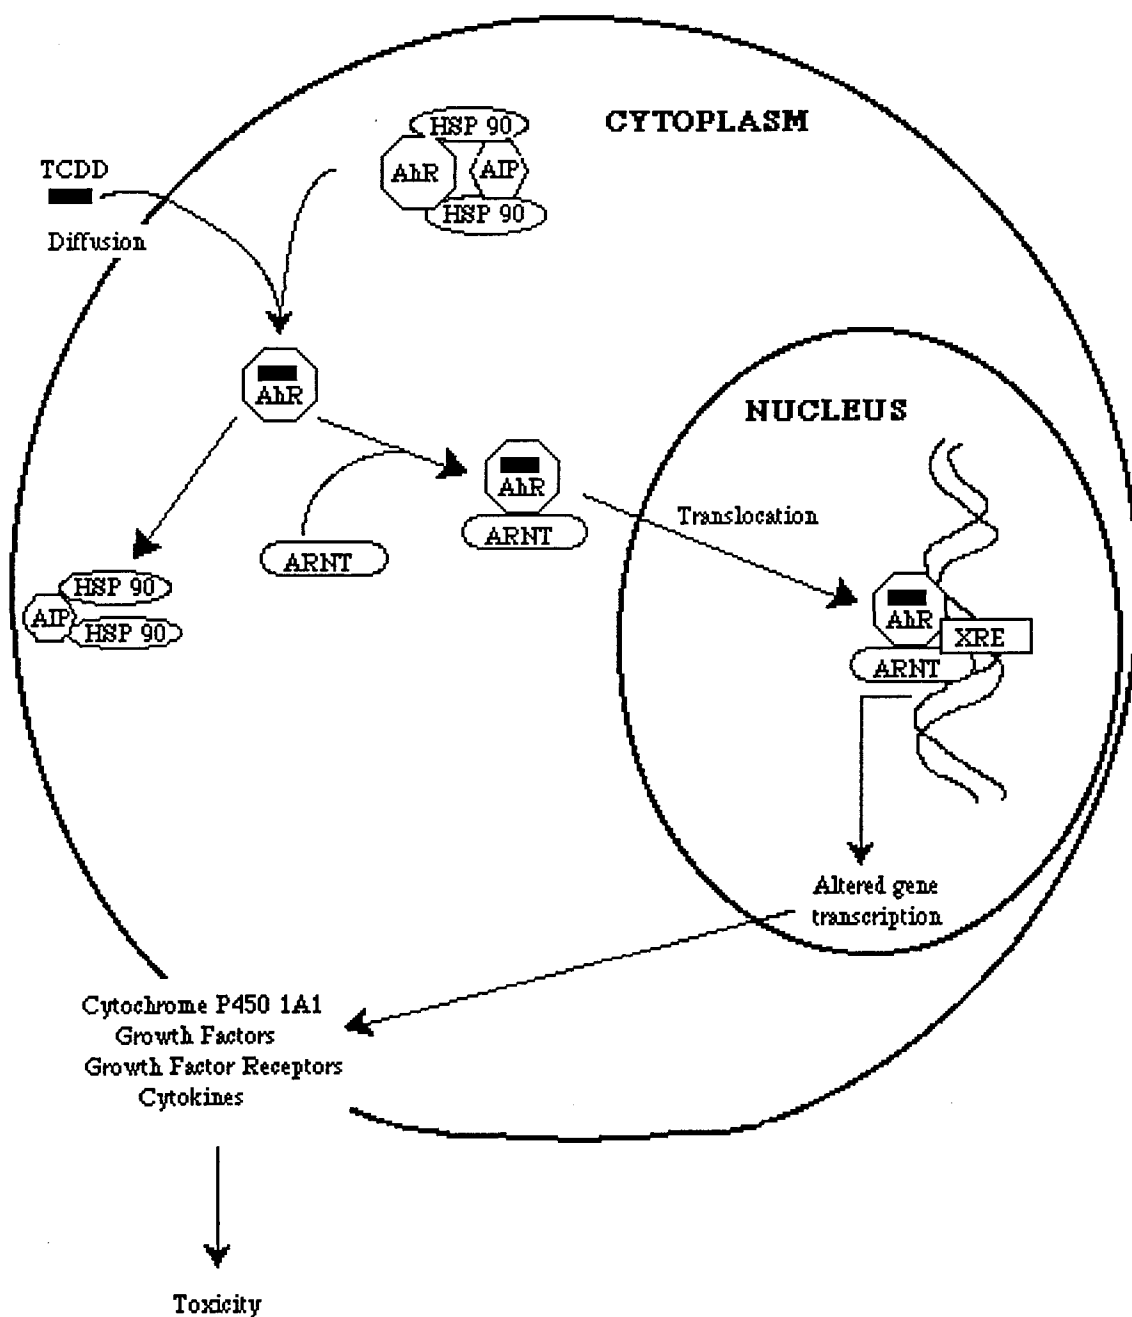 CYTOPLASM
HSP 90
AhR
AIP
HSP 90
TCDD
Diffusion
AhR
NUCLEUS
AhR
ARNT
Translocation
ARNT
HSP 90
AIP
HSP 90
AhR
XRE
ARNT
Altered gene
transcription
Cytochrome P450 1A1
Growth Factors
Growth Factor Receptors
Cytokines
Toxicity